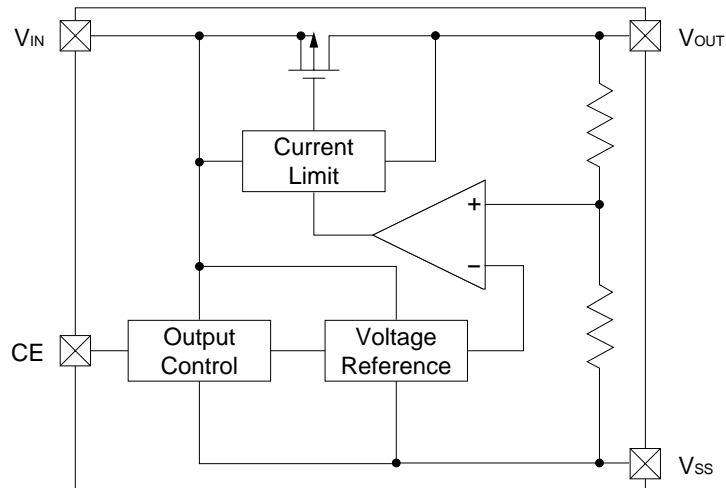 VIN
VOUT
Current
Limit
+
−
CE
Output
Control
Voltage
Reference
VSS